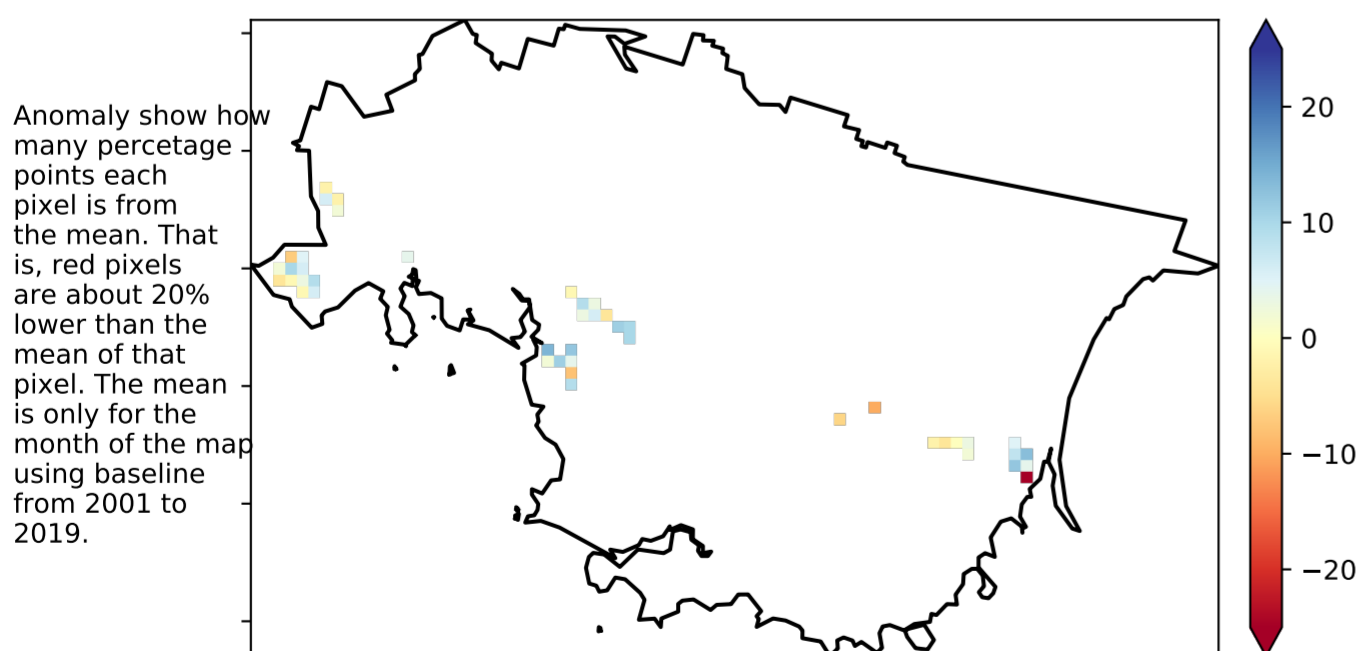 Anomaly show how
many percetage
points each
pixel is from
the mean. That
is, red pixels
are about 20%
lower than the
mean of that
pixel. The mean
is only for the
month of the map
using baseline
from 2001 to
2019.
20
10
0
−10
−20